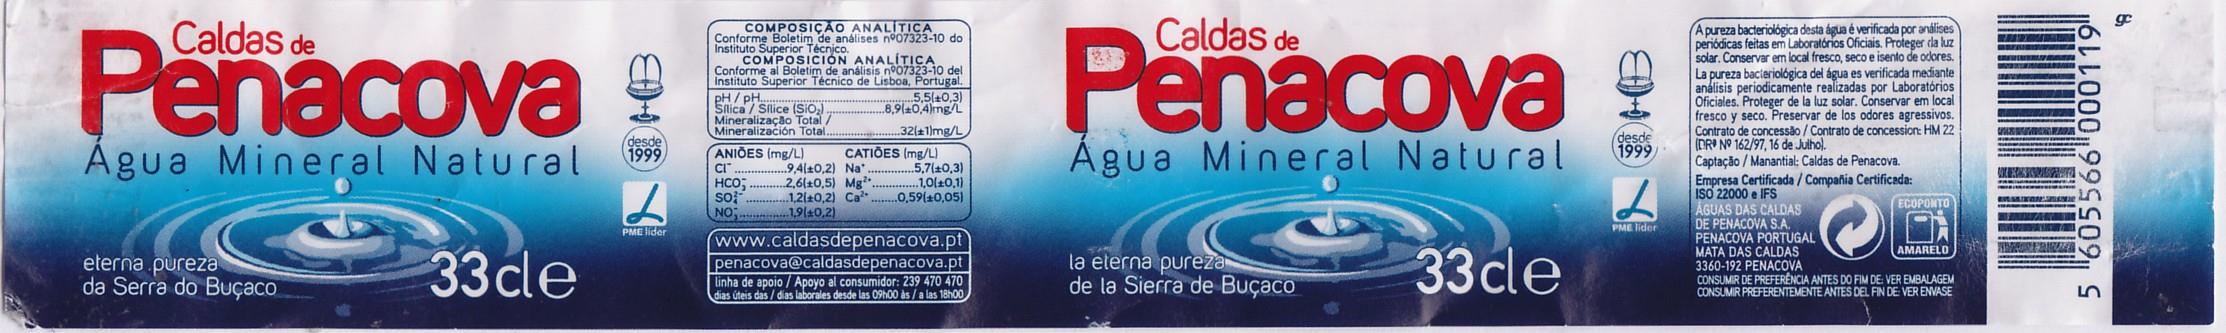 Caldas de
Penacova
Água Mineral Natural
eterna pureza
da Serra do Buçaco
33cl e
desde
1999
PME líder
COMPOSIÇÃO ANALÍTICA
Conforme Boletim de análises nº07323-10 do
Instituto Superior Técnico.
COMPOSICIÓN ANALÍTICA
Conforme al Boletim de análisis nº07323-10 del
Instituto Superior Técnico de Lisboa, Portugal.
pH / pH..............................5,5(±0,3)
Sílica / Sílice (SiO₂)......................8,9(±0,4)mg/L
Mineralização Total /
Mineralización Total................32(±1)mg/L
ANIÕES (mg/L) CATIÕES (mg/L)
Cl⁻............9,4(±0,2) Na⁺............5,7(±0,3)
HCO₃⁻.........2,6(±0,5) Mg²⁺...........1,0(±0,1)
SO₄²⁻...........1,2(±0,2) Ca²⁺.......0,59(±0,05)
NO₃⁻............1,9(±0,2)
www.caldasdepenacova.pt
penacova@caldasdepenacova.pt
linha de apoio / Apoyo al consumidor: 239 470 470
dias úteis das / dias laborales desde las 09h00 às / a las 18h00
Caldas de
Penacova
Água Mineral Natural
la eterna pureza
de la Sierra de Buçaco
33cl e
desde
1999
PME líder
A pureza bacteriológica desta água é verificada por análises
periódicas feitas em Laboratórios Oficiais. Proteger da luz
solar. Conservar em local fresco, seco e isento de odores.
La pureza bacteriológica del água es verificada mediante
análisis periodicamente realizadas por Laboratórios
Oficiales. Proteger de la luz solar. Conservar em local
fresco y seco. Preservar de los odores agressivos.
Contrato de concessão / Contrato de concession: HM 22
(DRª Nº 162/97, 16 de Julho).
Captação / Manantial: Caldas de Penacova.
Empresa Certificada / Compañia Certificada:
ISO 22000 e IFS
ÁGUAS DAS CALDAS
DE PENACOVA S.A.
PENACOVA PORTUGAL
MATA DAS CALDAS
3360-192 PENACOVA
ECOPONTO
AMARELO
CONSUMIR DE PREFERÊNCIA ANTES DO FIM DE: VER EMBALAGEM
CONSUMIR PREFERENTEMENTE ANTES DEL FIN DE: VER ENVASE
5 605566 000119
gc